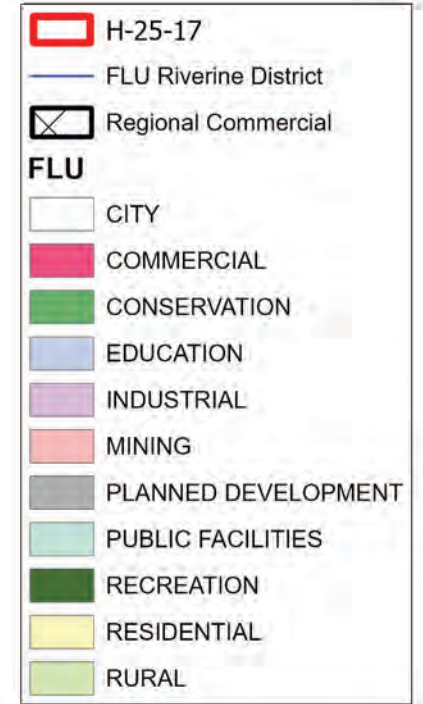 H-25-17
FLU Riverine District
Regional Commercial
FLU
CITY
COMMERCIAL
CONSERVATION
EDUCATION
INDUSTRIAL
MINING
PLANNED DEVELOPMENT
PUBLIC FACILITIES
RECREATION
RESIDENTIAL
RURAL